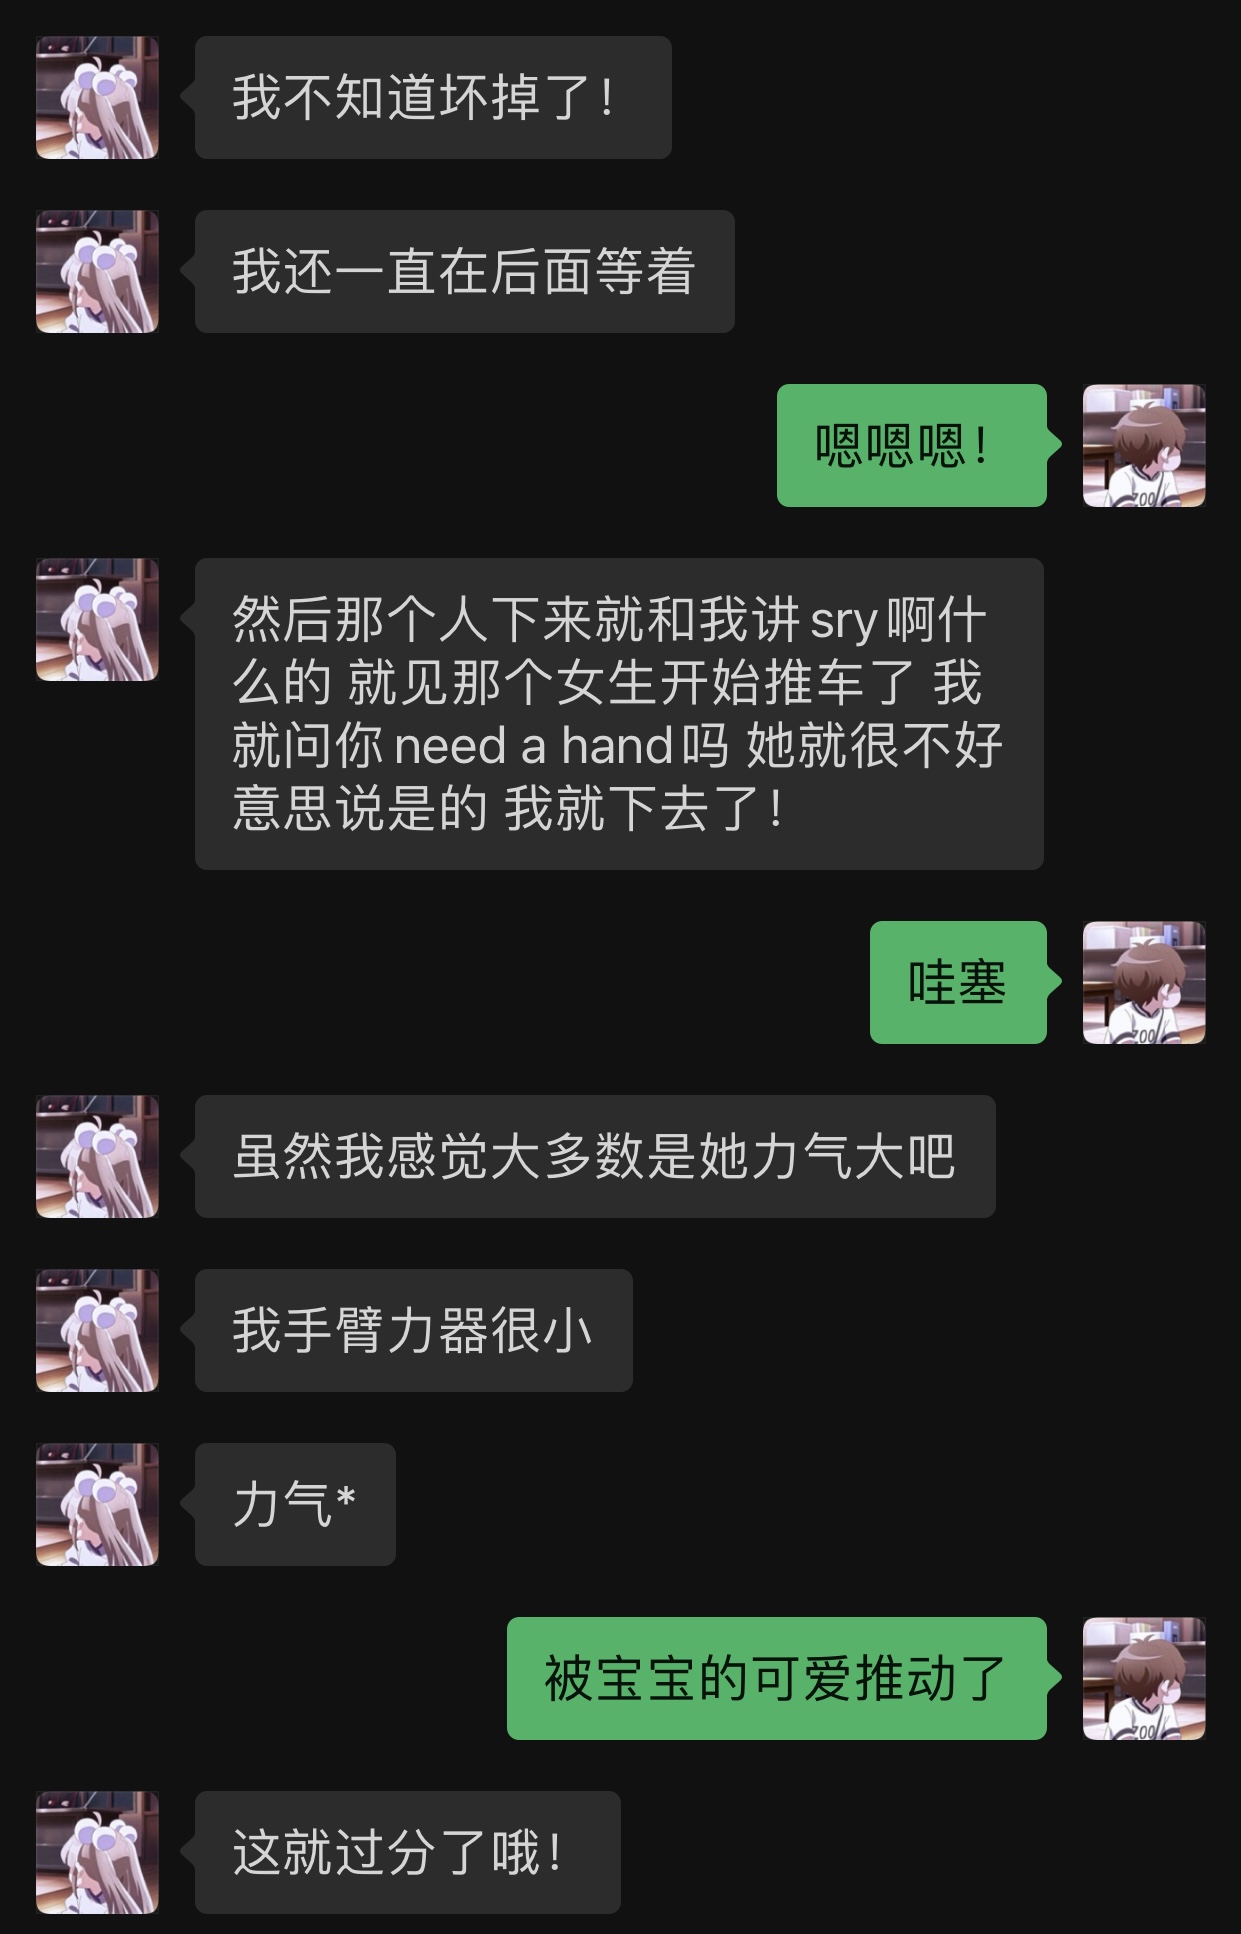 我不知道坏掉了！
我还一直在后面等着
嗯嗯嗯！
然后那个人下来就和我讲 sry 啊什
么的 就见那个女生开始推车了 我
就问你 need a hand 吗 她就很不好
意思说是的 我就下去了！
哇塞
虽然我感觉大多数是她力气大吧
我手臂力器很小
力气*
被宝宝的可爱推动了
这就过分了哦！